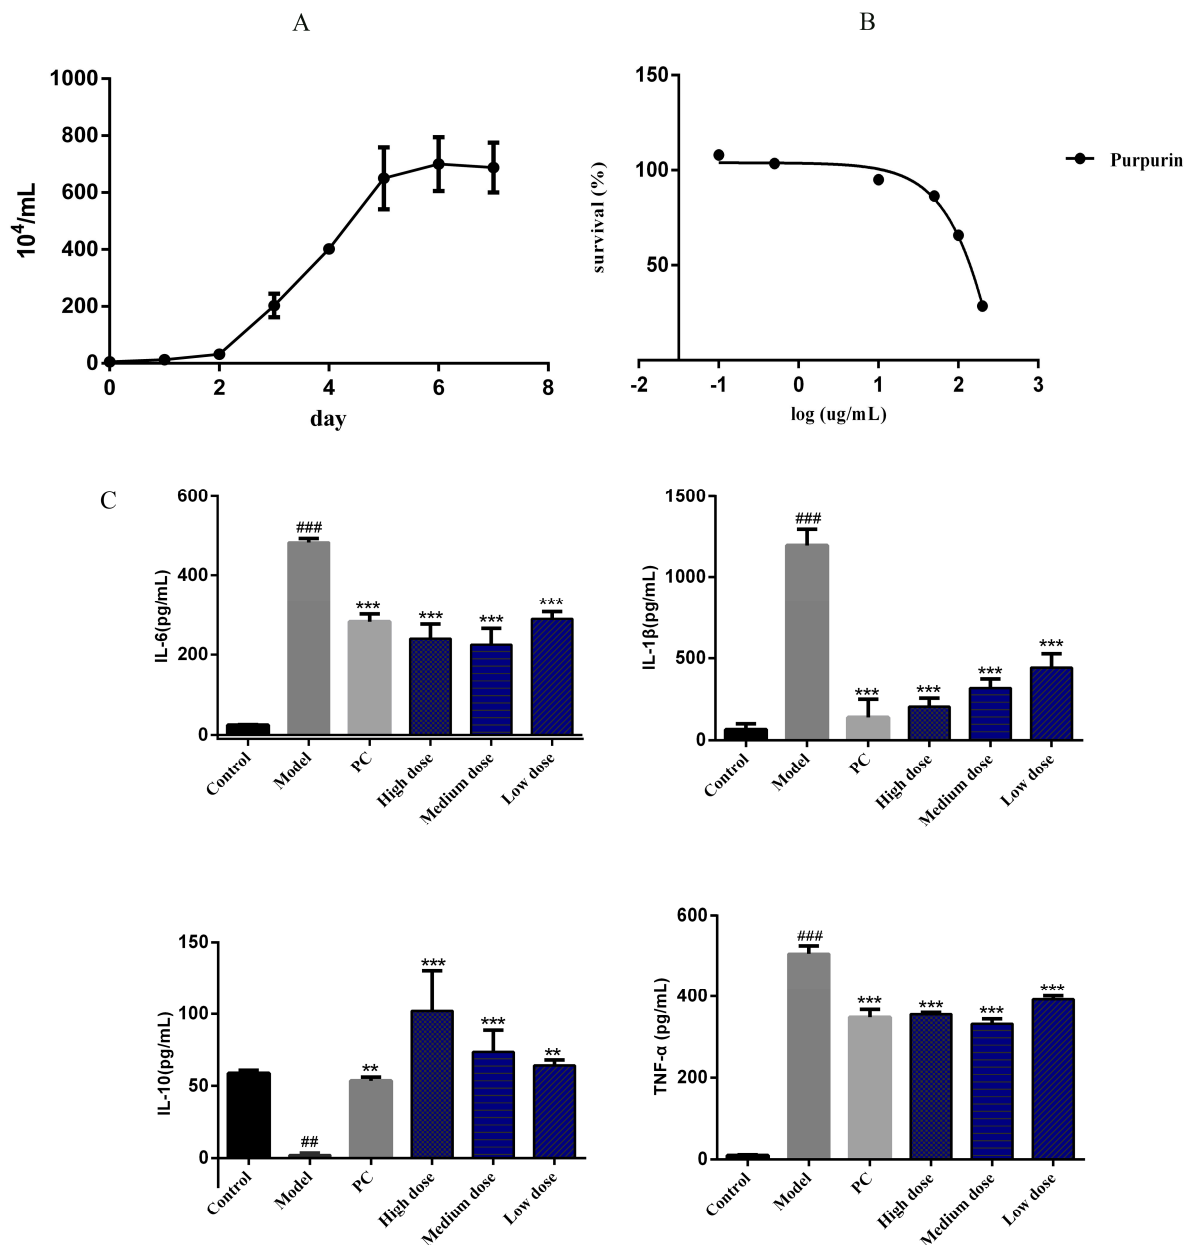 A
1000
800
600
400
200
0
10⁴/mL
0 2 4 6 8
day
B
150
100
50
survival (%)
-2 -1 0 1 2 3
log (ug/mL)
Purpurin
C
600
400
200
0
IL-6(pg/mL)
###
***
***
***
***
Control
Model
PC
High dose
Medium dose
Low dose
1500
1000
500
0
IL-1β(pg/mL)
###
***
***
***
***
Control
Model
PC
High dose
Medium dose
Low dose
150
100
50
0
IL-10(pg/mL)
##
**
***
***
**
Control
Model
PC
High dose
Medium dose
Low dose
600
400
200
0
TNF-α (pg/mL)
###
***
***
***
***
Control
Model
PC
High dose
Medium dose
Low dose